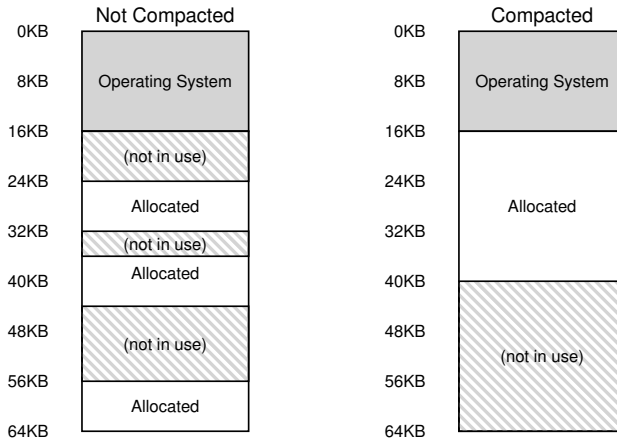 Not Compacted
0KB
Operating System
8KB
16KB
(not in use)
24KB
Allocated
32KB
(not in use)
Allocated
40KB
48KB
(not in use)
56KB
Allocated
64KB
Compacted
0KB
Operating System
8KB
16KB
24KB
Allocated
32KB
40KB
48KB
(not in use)
56KB
64KB